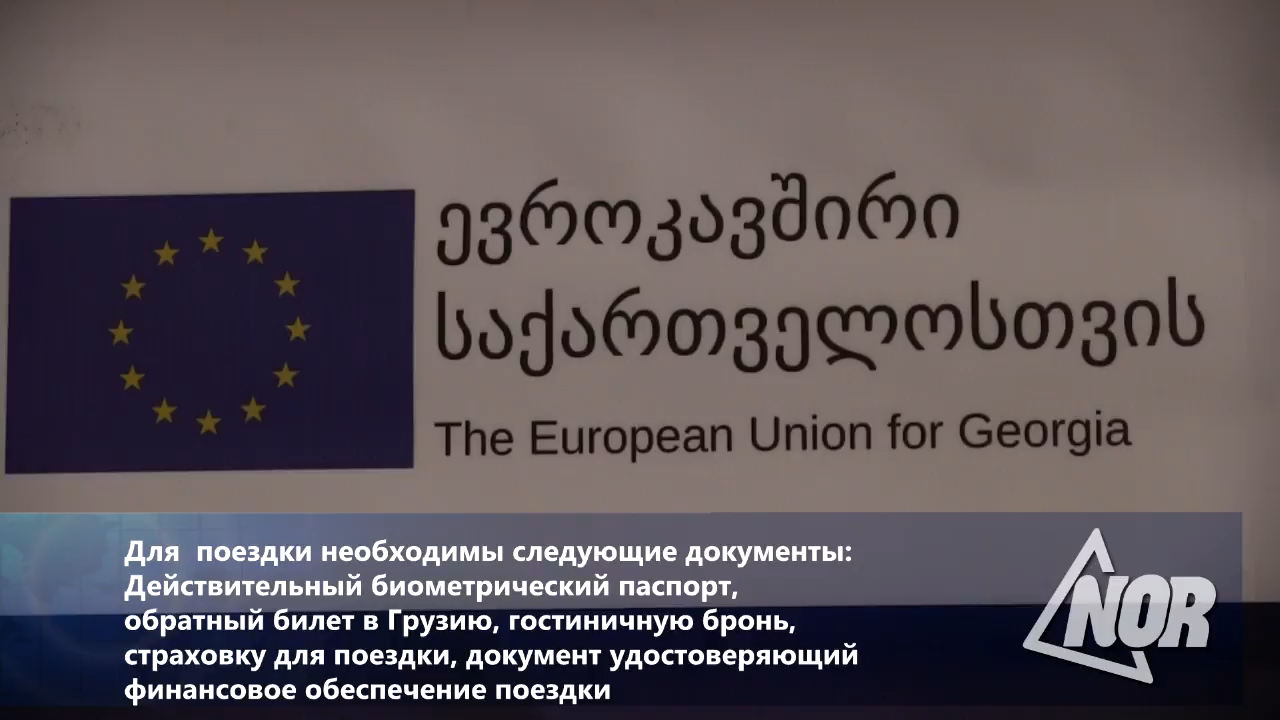 ევროკავშირი
საქართველოსთვის
The European Union for Georgia
Для  поездки необходимы следующие документы:
Действительный биометрический паспорт,
обратный билет в Грузию, гостиничную бронь,
страховку для поездки, документ удостоверяющий
финансовое обеспечение поездки
NOR